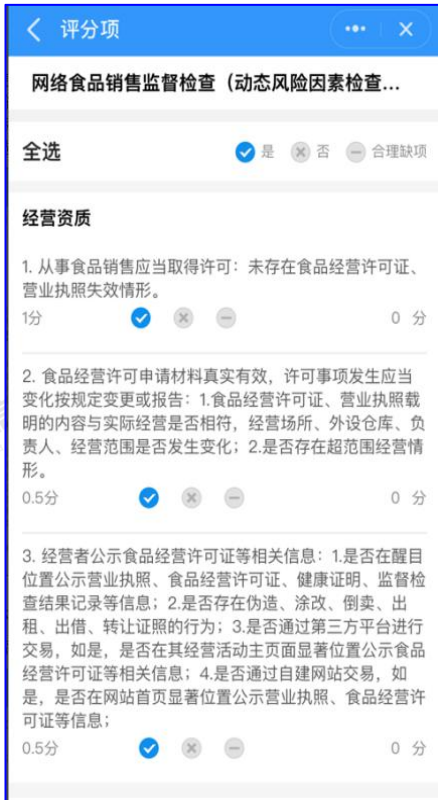 评分项
网络食品销售监督检查（动态风险因素检查...
全选 是 否 合理缺项
经营资质
1. 从事食品销售应当取得许可：未存在食品经营许可证、
营业执照失效情形。
1分 0 分
2. 食品经营许可申请材料真实有效，许可事项发生应当
变化按规定变更或报告：1.食品经营许可证、营业执照载
明的内容与实际经营是否相符，经营场所、外设仓库、负
责人、经营范围是否发生变化；2.是否存在超范围经营情
形。
0.5分 0 分
3. 经营者公示食品经营许可证等相关信息：1.是否在醒目
位置公示营业执照、食品经营许可证、健康证明、监督检
查结果记录等信息；2.是否存在伪造、涂改、倒卖、出
租、出借、转让证照的行为；3.是否通过第三方平台进行
交易，如是，是否在其经营活动主页面显著位置公示食品
经营许可证等相关信息；4.是否通过自建网站交易，如
是，是否在网站首页显著位置公示营业执照、食品经营许
可证等信息；
0.5分 0 分